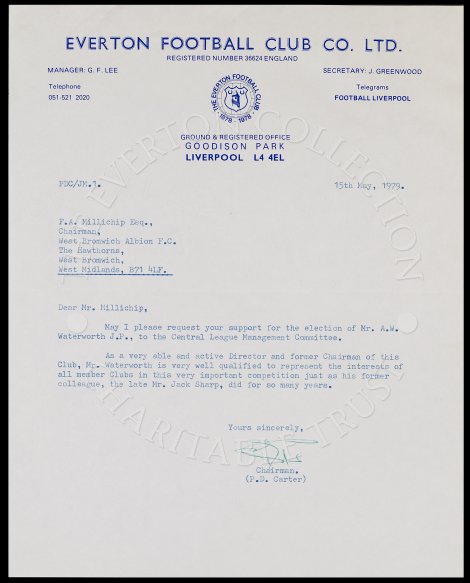 EVERTON FOOTBALL CLUB CO. LTD.
REGISTERED NUMBER 36624 ENGLAND
MANAGER: G. F. LEE
SECRETARY: J. GREENWOOD
Telephone
051-521 2020
Telegrams
FOOTBALL LIVERPOOL
THE EVERTON FOOTBALL CLUB
1878 - 1978
GROUND & REGISTERED OFFICE
GOODISON PARK
LIVERPOOL L4 4EL
PDC/JM.1.
15th May, 1979.
F.A. Millichip Esq.,
Chairman,
West Bromwich Albion F.C.
The Hawthorns,
West Bromwich,
West Midlands, B71 4LF.
Dear Mr. Millichip,
May I please request your support for the election of Mr. A.W.
Waterworth J.P., to the Central League Management Committee.
As a very able and active Director and former Chairman of this
Club, Mr. Waterworth is very well qualified to represent the interests of
all member Clubs in this very important competition just as his former
colleague, the late Mr. Jack Sharp, did for so many years.
Yours sincerely,
Chairman.
(P.D. Carter)
EVERTON COLLECTION
CHARITABLE TRUST